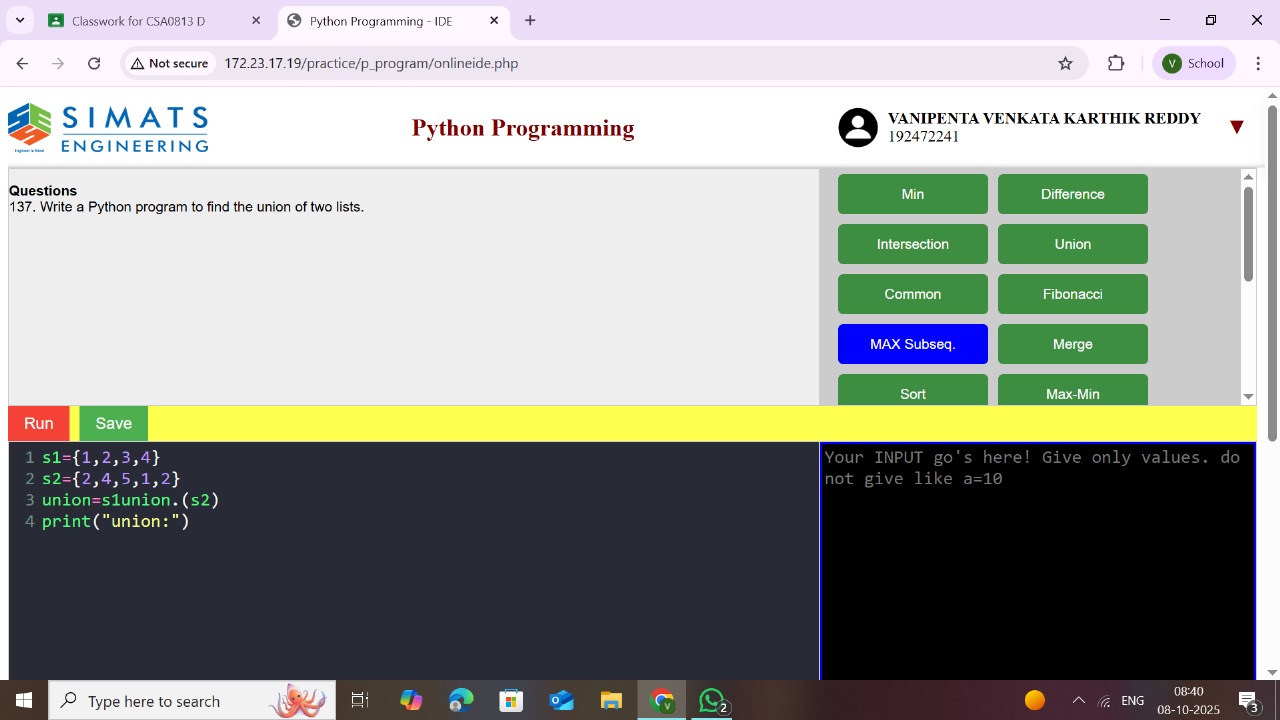 Classwork for CSA0813 D
Python Programming - IDE
Not secure
172.23.17.19/practice/p_program/onlineide.php
V School
SIMATS
ENGINEERING
Python Programming
VANIPENTA VENKATA KARTHIK REDDY
192472241
Questions
137. Write a Python program to find the union of two lists.
Min
Difference
Intersection
Union
Common
Fibonacci
MAX Subseq.
Merge
Sort
Max-Min
Run
Save
1 s1={1,2,3,4}
2 s2={2,4,5,1,2}
3 union=s1union.(s2)
4 print("union:")
Your INPUT go's here! Give only values. do
not give like a=10
Type here to search
V
2
ENG
08:40
08-10-2025
3